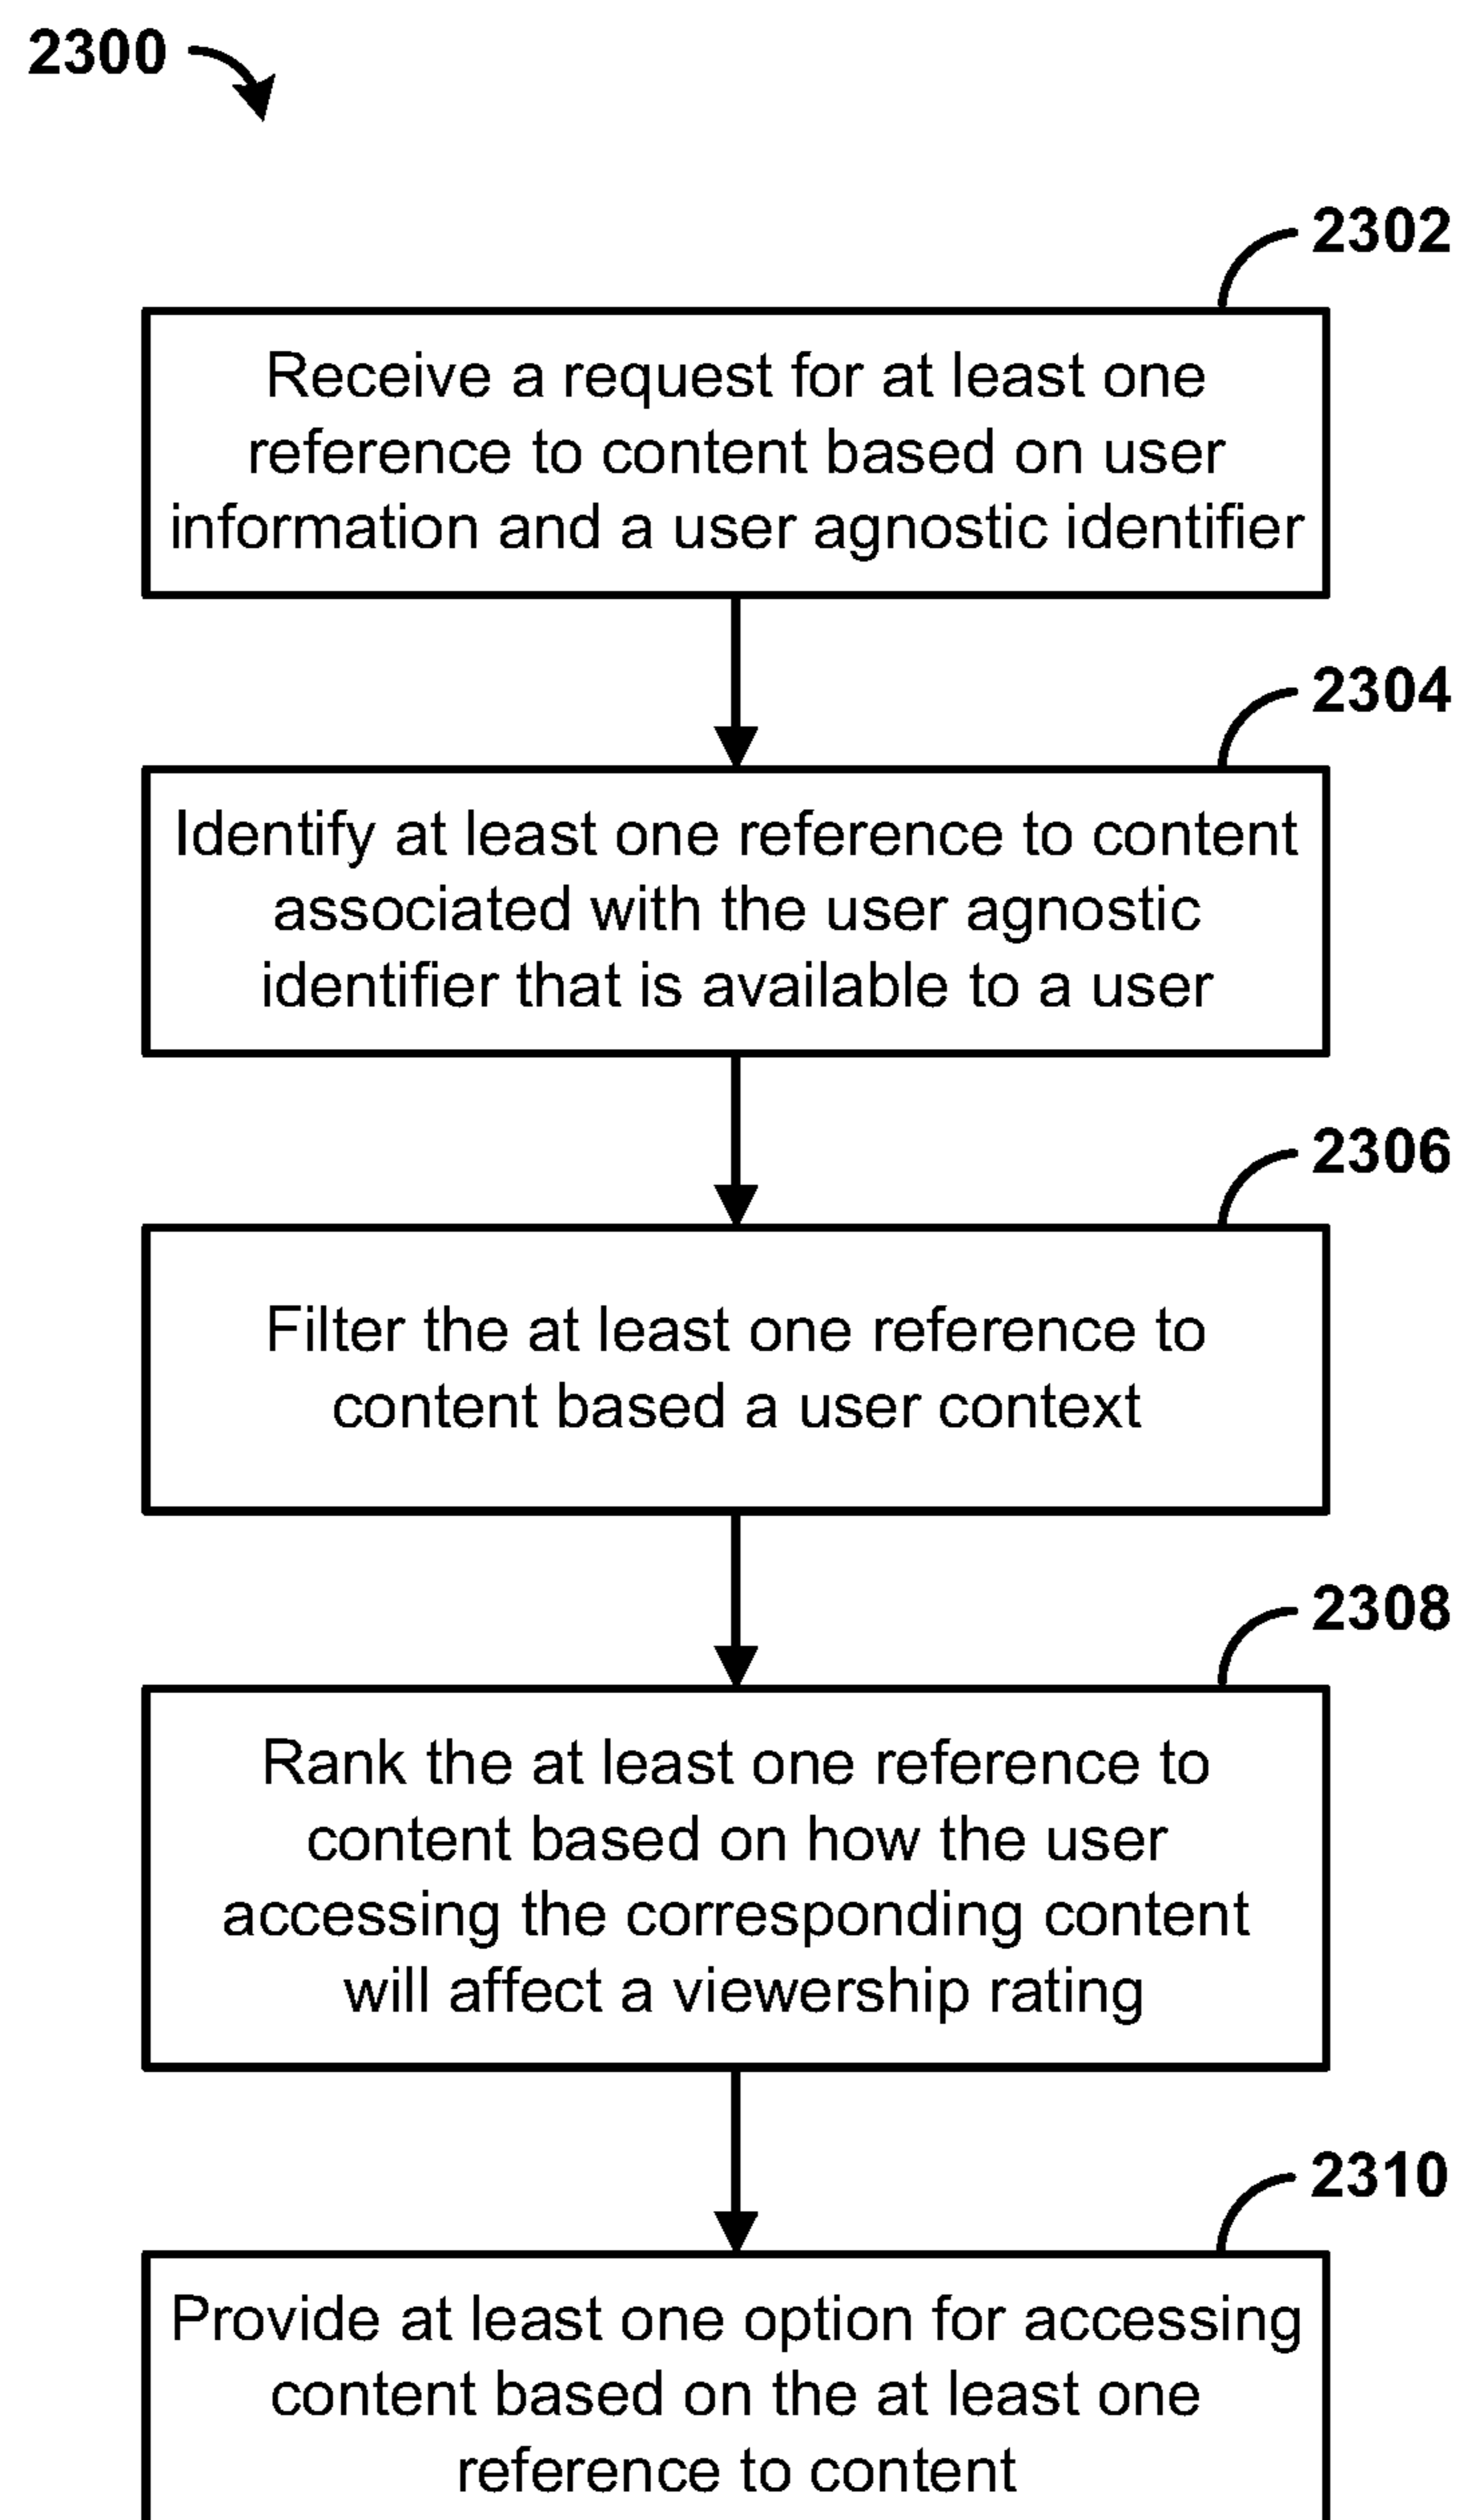 2300
2302
Receive a request for at least one
reference to content based on user
information and a user agnostic identifier
2304
Identify at least one reference to content
associated with the user agnostic
identifier that is available to a user
2306
Filter the at least one reference to
content based a user context
2308
Rank the at least one reference to
content based on how the user
accessing the corresponding content
will affect a viewership rating
2310
Provide at least one option for accessing
content based on the at least one
reference to content